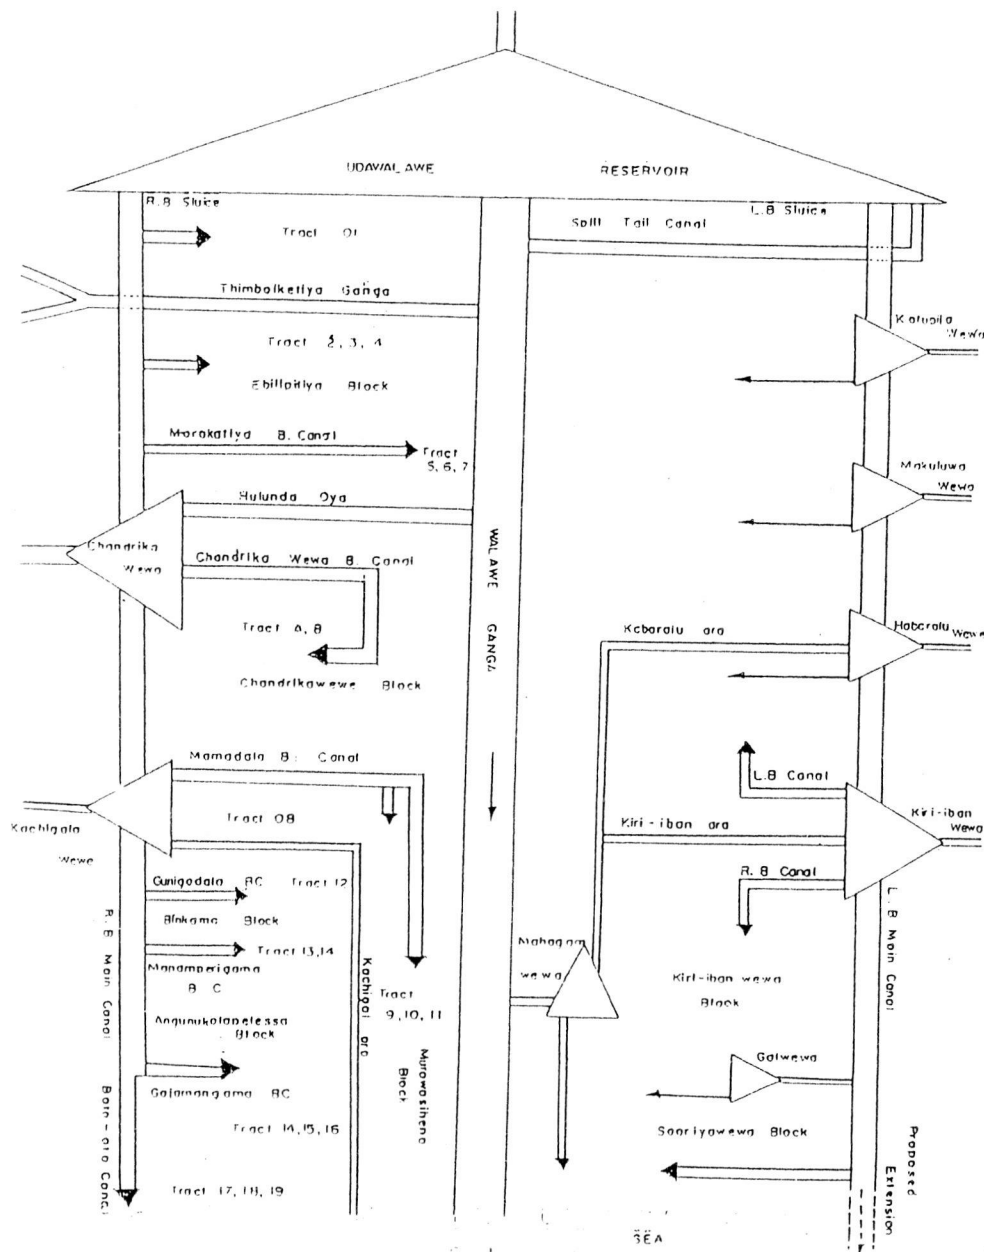 UDAWALAWE RESERVOIR
R.B Sluice
L.B Sluice
Tract 01
Spill Tail Canal
Thimbolketiya Ganga
Katupila
Wewa
Tract 2, 3, 4
Block
Morakatiya B. Canal
Tract
5, 6, 7
Makuluwa
Wewa
Hulunda Oya
Chandrika
Wewa
Chandrika Wewa B. Canal
WALAWE GANGA
Tract A, B
Chandrikawewe Block
Kebaralu ara
Habaralu
Wewa
Mamadala B. Canal
L.B Canal
Kachigala
Wewa
Tract 08
Kiri-iban ara
Kiri-iban
Wewa
Gunigodala BC Tract 12
R.B Canal
Binkama Block
Tract 13,14
Manamperigama
B C
R.B Main Canal
Kachigal ara
Tract
9, 10, 11
Mahagam
wewa
Kiri-iban wewa
Block
L.B Main Canal
Angunukolapelessa
Block
Murawasihena
Block
Galwewa
Gajamangama BC
Tract 14, 15, 16
Sooriyawewa Block
Proposed
Extension
Bata-ata Canal
Tract 17, 18, 19
SEA